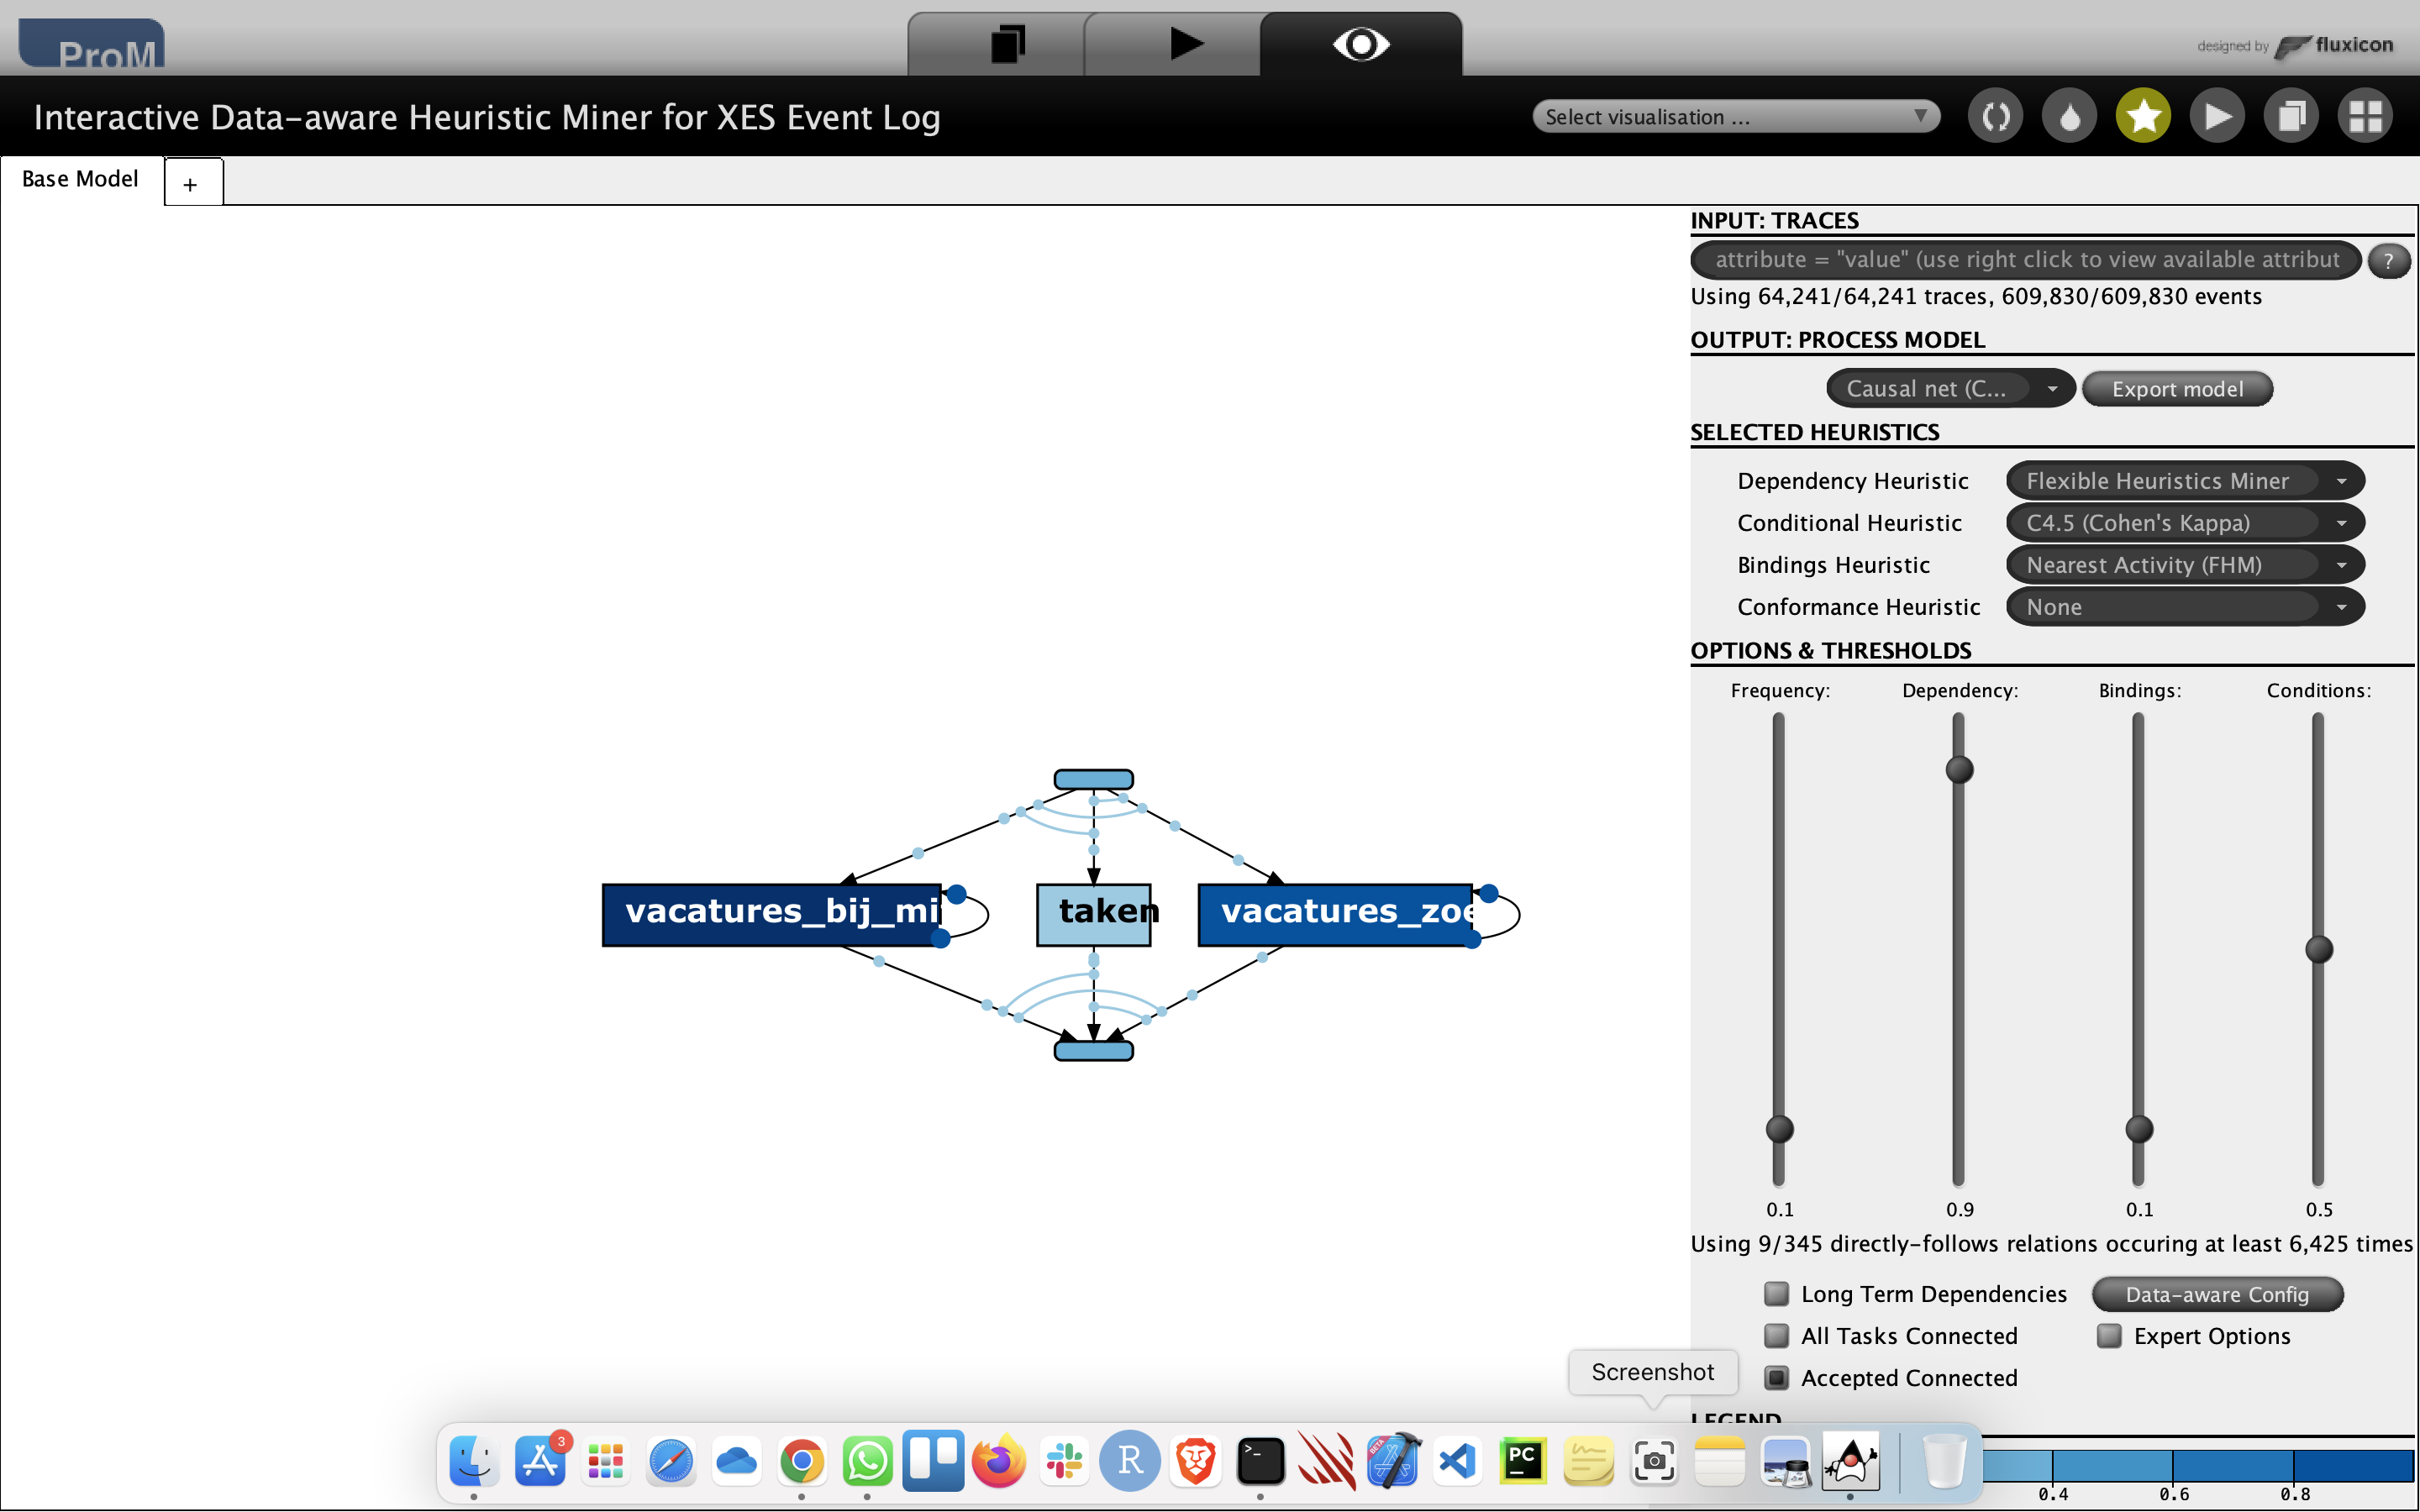 ProM
designed by fluxicon
Interactive Data-aware Heuristic Miner for XES Event Log
Select visualisation ...
Base Model
+
INPUT: TRACES
attribute = "value" (use right click to view available attribut
?
Using 64,241/64,241 traces, 609,830/609,830 events
OUTPUT: PROCESS MODEL
Causal net (C...
Export model
SELECTED HEURISTICS
Dependency Heuristic
Flexible Heuristics Miner
Conditional Heuristic
C4.5 (Cohen's Kappa)
Bindings Heuristic
Nearest Activity (FHM)
Conformance Heuristic
None
OPTIONS & THRESHOLDS
Frequency: Dependency: Bindings: Conditions:
vacatures_bij_mi
taken
vacatures_zoe
0.1 0.9 0.1 0.5
Using 9/345 directly-follows relations occuring at least 6,425 times
Long Term Dependencies
Data-aware Config
All Tasks Connected
Expert Options
Accepted Connected
Screenshot
LEGEND
3
R
>_
BETA
PC
0.4 0.6 0.8